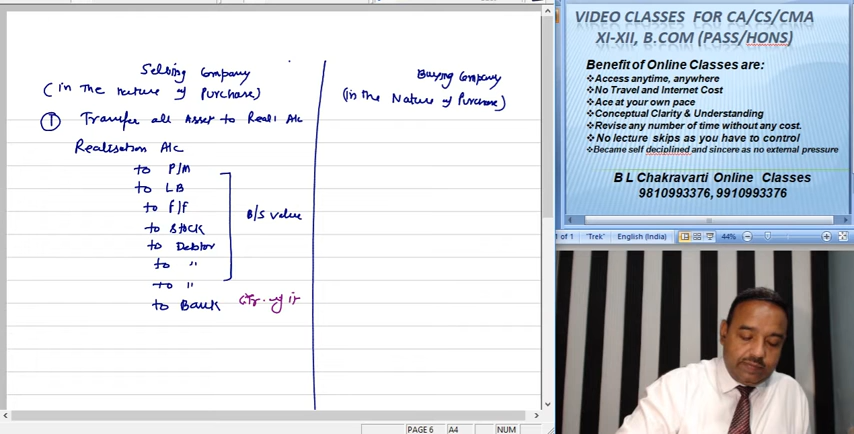 Selling Company
(in the Nature of Purchase)
① Transfer all Asset to Reali A/c
Realisation A/c
to P/M
to L B
to F/F
to Stock
to Debtor
to "
to "
to Bank
B/S value
Buying Company
(in the Nature of Purchase)
VIDEO CLASSES FOR CA/CS/CMA
XI-XII, B.COM (PASS/HONS)
Benefit of Online Classes are:
❖Access anytime, anywhere
❖No Travel and Internet Cost
❖Ace at your own pace
❖Conceptual Clarity & Understanding
❖Revise any number of time without any cost.
❖No lecture skips as you have to control
❖Became self deciplined and sincere as no external pressure
B L Chakravarti Online Classes
9810993376, 9910993376
1 of 1 "Trek" English (India) 44%
PAGE 6 A4 NUM